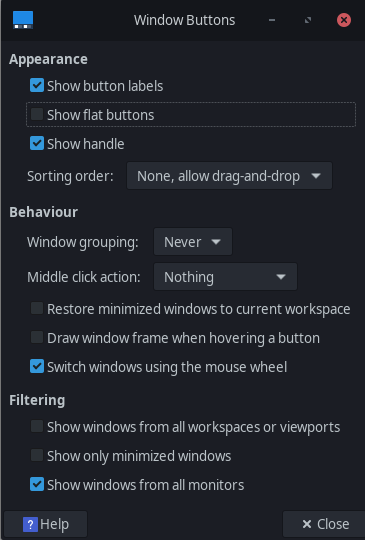 Window Buttons
Appearance
Show button labels
Show flat buttons
Show handle
Sorting order: None, allow drag-and-drop
Behaviour
Window grouping: Never
Middle click action: Nothing
Restore minimized windows to current workspace
Draw window frame when hovering a button
Switch windows using the mouse wheel
Filtering
Show windows from all workspaces or viewports
Show only minimized windows
Show windows from all monitors
? Help × Close